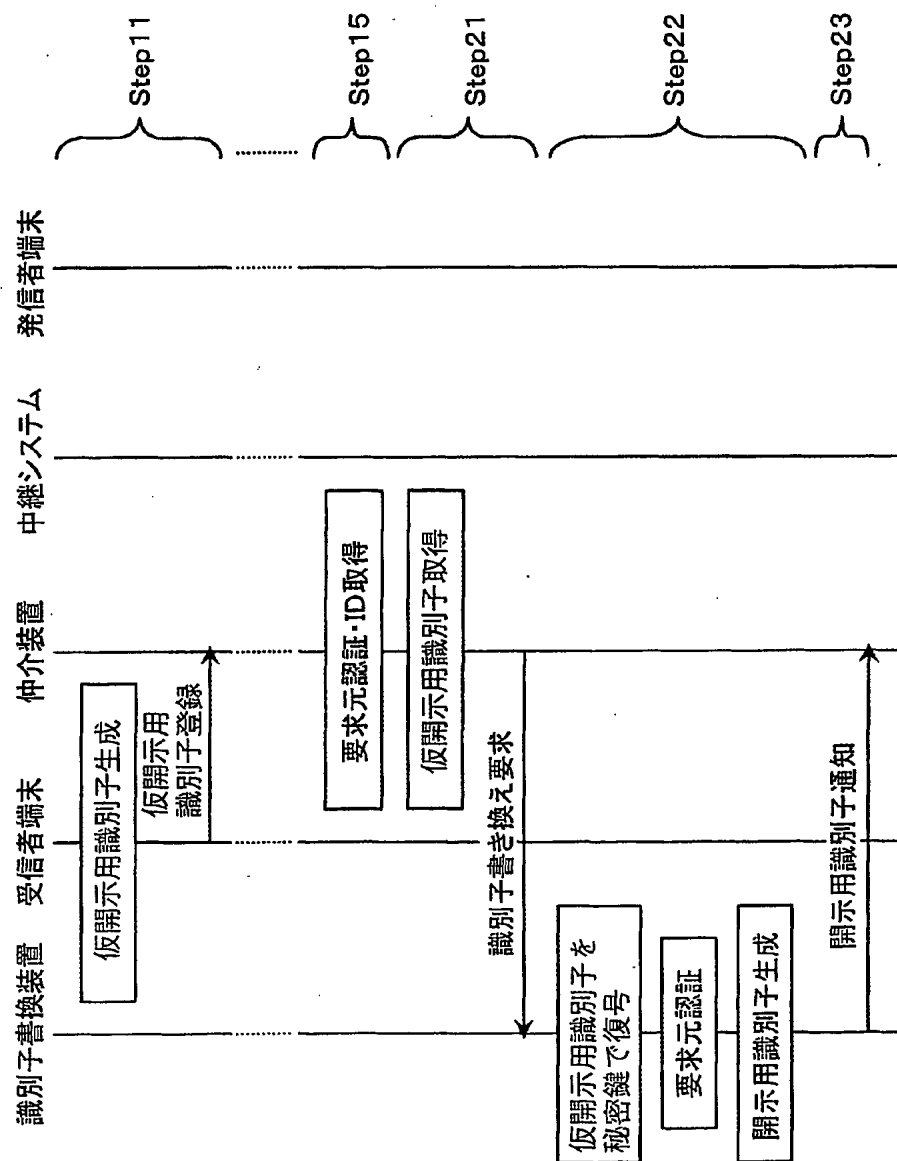 識別子書換装置
受信者端末
仲介装置
中継システム
発信者端末
仮開示用識別子生成
仮開示用
識別子登録
Step11
要求元認証・ID取得
Step15
仮開示用識別子取得
識別子書き換え要求
Step21
仮開示用識別子を
秘密鍵で復号
要求元認証
開示用識別子生成
Step22
開示用識別子通知
Step23